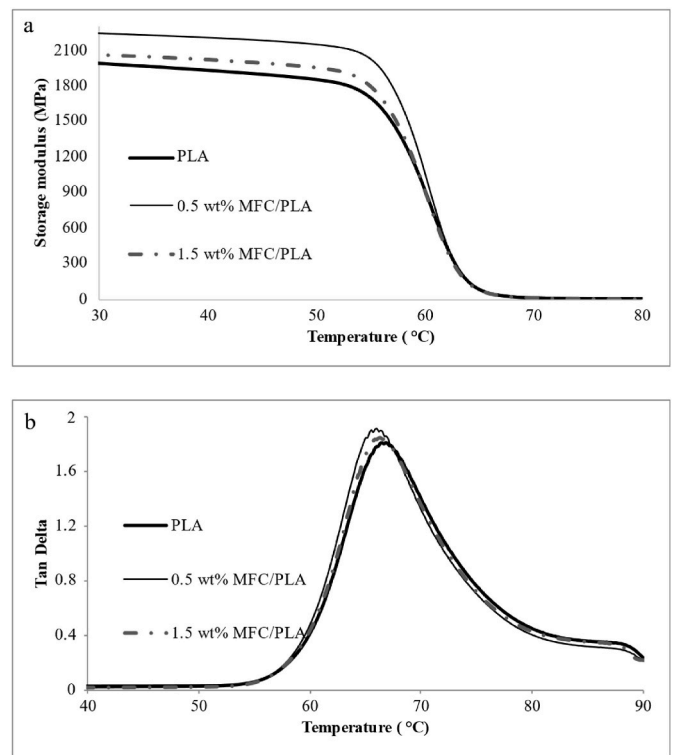 a
2100
1800
1500
1200
900
600
300
0
Storage modulus (MPa)
PLA
0.5 wt% MFC/PLA
1.5 wt% MFC/PLA
30 40 50 60 70 80
Temperature ( °C)
b
2
1.6
1.2
0.8
0.4
0
Tan Delta
PLA
0.5 wt% MFC/PLA
1.5 wt% MFC/PLA
40 50 60 70 80 90
Temperature ( °C)